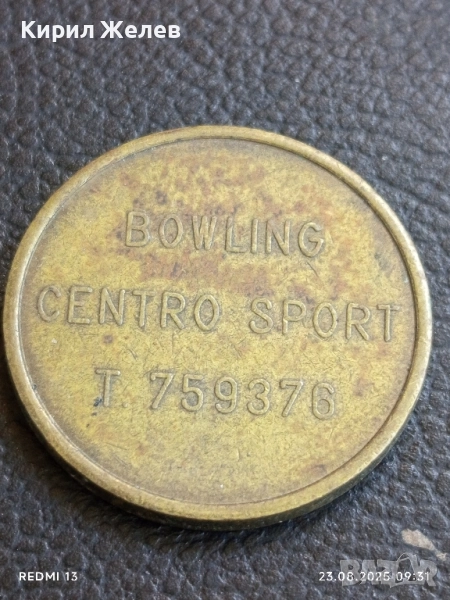 Кирил Желев
BOWLING
CENTRO SPORT
T 759376
REDMI 13
23.08.2025 09:31